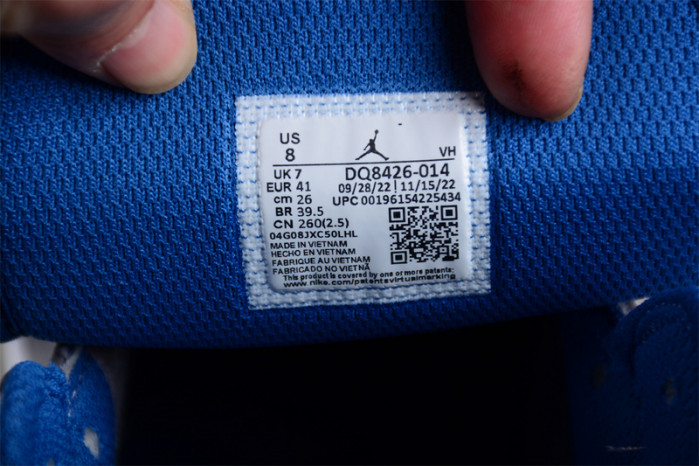 US
8
VH
UK 7
DQ8426-014
EUR 41
09/28/22 | 11/15/22
cm 26
UPC 00196154225434
BR 39.5
CN 260(2.5)
04G08JXC50LHL
MADE IN VIETNAM
HECHO EN VIETNAM
FABRIQUE AU VIETNAM
FABRICADO NO VIETNÃ
This product is covered by one or more patents:
www.nike.com/patentsvirtualmarking